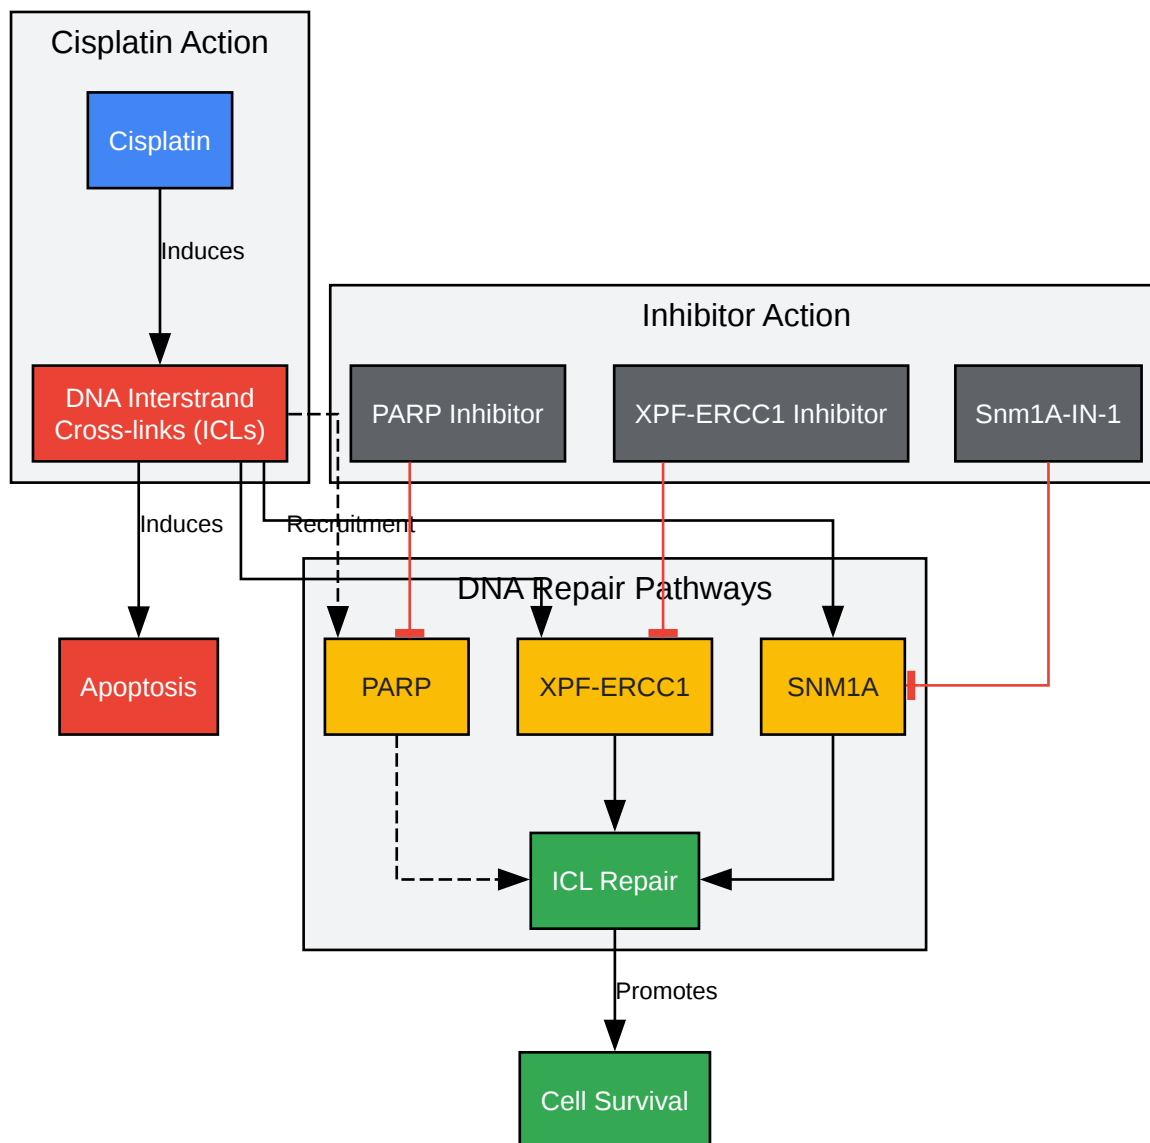 Cisplatin Action
Cisplatin
Induces
Inhibitor Action
DNA Interstrand
Cross-links (ICLs)
PARP Inhibitor
XPF-ERCC1 Inhibitor
Snm1A-IN-1
Induces
Recruitment
DNA Repair Pathways
Apoptosis
PARP
XPF-ERCC1
SNM1A
ICL Repair
Promotes
Cell Survival